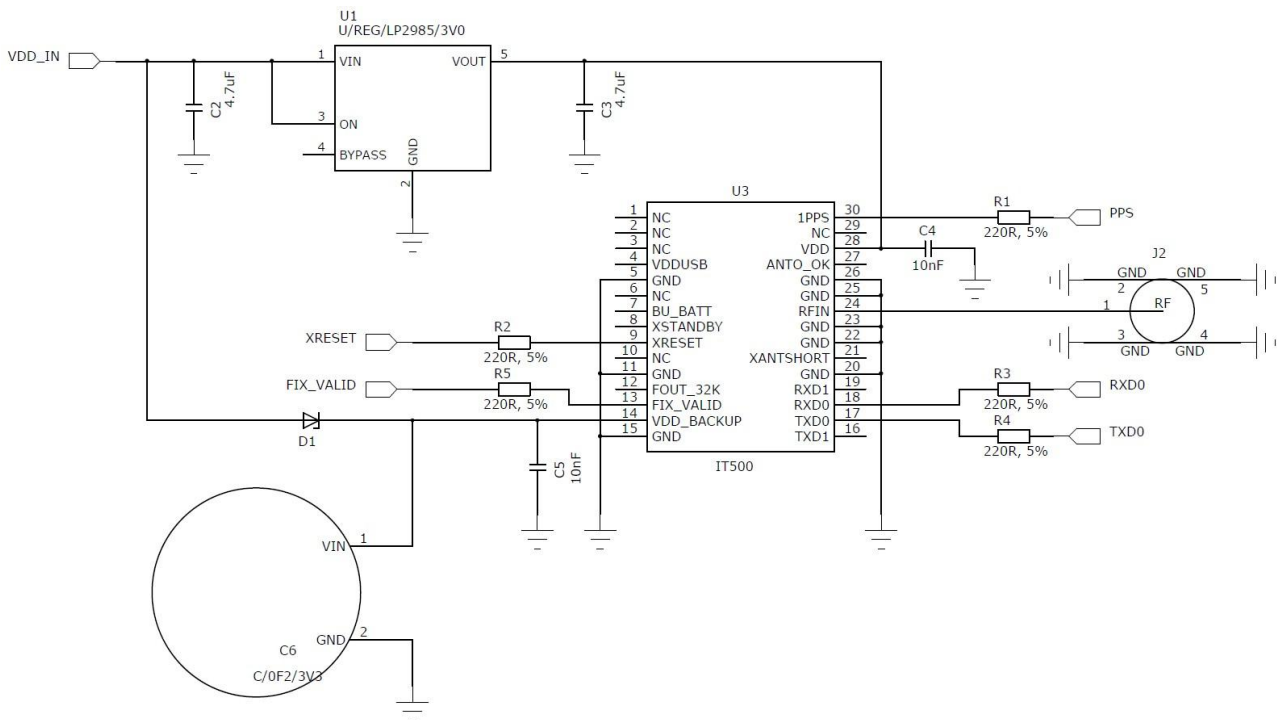 U1
U/REG/LP2985/3V0
VDD_IN
1 VIN
VOUT 5
C2
4.7uF
C3
4.7uF
3 ON
4 BYPASS
GND
2
U3
1 NC
2 NC
3 NC
4 VDDUSB
5 GND
6 NC
7 BU_BATT
8 XSTANDBY
9 XRESET
10 NC
11 GND
12 FOUT_32K
13 FIX_VALID
14 VDD_BACKUP
15 GND
1PPS 30
NC 29
VDD 28
ANTO_OK 27
GND 26
GND 25
RFIN 24
GND 23
GND 22
XANTSHORT 21
GND 20
RXD1 19
RXD0 18
TXD0 17
TXD1 16
IT500
R1
220R, 5%
PPS
C4
10nF
J2
GND
2
GND
5
1
RF
3
GND
4
GND
XRESET
R2
220R, 5%
FIX_VALID
R5
220R, 5%
R3
220R, 5%
RXD0
R4
220R, 5%
TXD0
D1
C5
10nF
VIN 1
GND 2
C6
C/0F2/3V3